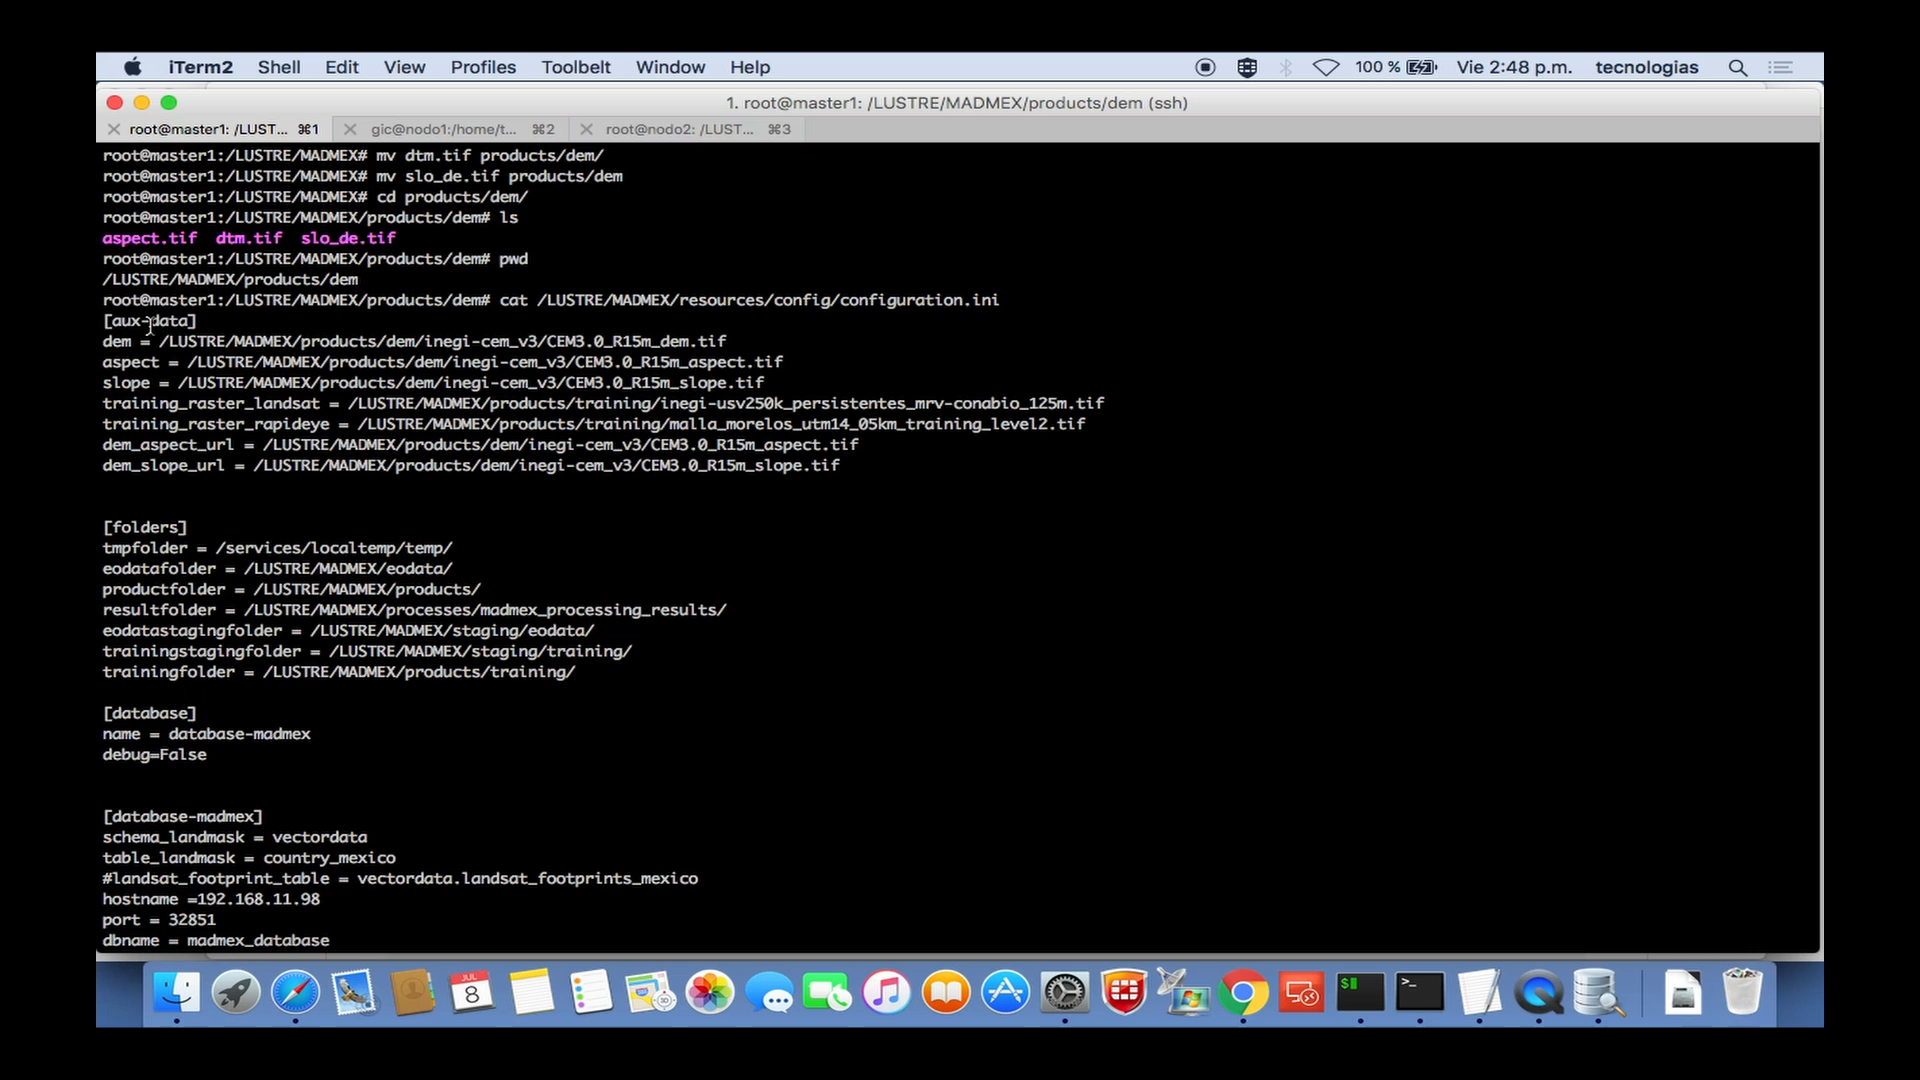 iTerm2 Shell Edit View Profiles Toolbelt Window Help 100 % Vie 2:48 p.m. tecnologias
1. root@master1: /LUSTRE/MADMEX/products/dem (ssh)
root@master1: /LUST... ⌘1 gic@nodo1:/home/t... ⌘2 root@nodo2: /LUST... ⌘3
root@master1:/LUSTRE/MADMEX# mv dtm.tif products/dem/
root@master1:/LUSTRE/MADMEX# mv slo_de.tif products/dem
root@master1:/LUSTRE/MADMEX# cd products/dem/
root@master1:/LUSTRE/MADMEX/products/dem# ls
aspect.tif dtm.tif slo_de.tif
root@master1:/LUSTRE/MADMEX/products/dem# pwd
/LUSTRE/MADMEX/products/dem
root@master1:/LUSTRE/MADMEX/products/dem# cat /LUSTRE/MADMEX/resources/config/configuration.ini
[aux-data]
dem = /LUSTRE/MADMEX/products/dem/inegi-cem_v3/CEM3.0_R15m_dem.tif
aspect = /LUSTRE/MADMEX/products/dem/inegi-cem_v3/CEM3.0_R15m_aspect.tif
slope = /LUSTRE/MADMEX/products/dem/inegi-cem_v3/CEM3.0_R15m_slope.tif
training_raster_landsat = /LUSTRE/MADMEX/products/training/inegi-usv250k_persistentes_mrv-conabio_125m.tif
training_raster_rapideye = /LUSTRE/MADMEX/products/training/malla_morelos_utm14_05km_training_level2.tif
dem_aspect_url = /LUSTRE/MADMEX/products/dem/inegi-cem_v3/CEM3.0_R15m_aspect.tif
dem_slope_url = /LUSTRE/MADMEX/products/dem/inegi-cem_v3/CEM3.0_R15m_slope.tif
[folders]
tmpfolder = /services/localtemp/temp/
eodatafolder = /LUSTRE/MADMEX/eodata/
productfolder = /LUSTRE/MADMEX/products/
resultfolder = /LUSTRE/MADMEX/processes/madmex_processing_results/
eodatastagingfolder = /LUSTRE/MADMEX/staging/eodata/
trainingstagingfolder = /LUSTRE/MADMEX/staging/training/
trainingfolder = /LUSTRE/MADMEX/products/training/
[database]
name = database-madmex
debug=False
[database-madmex]
schema_landmask = vectordata
table_landmask = country_mexico
#landsat_footprint_table = vectordata.landsat_footprints_mexico
hostname =192.168.11.98
port = 32851
dbname = madmex_database
JUL
8